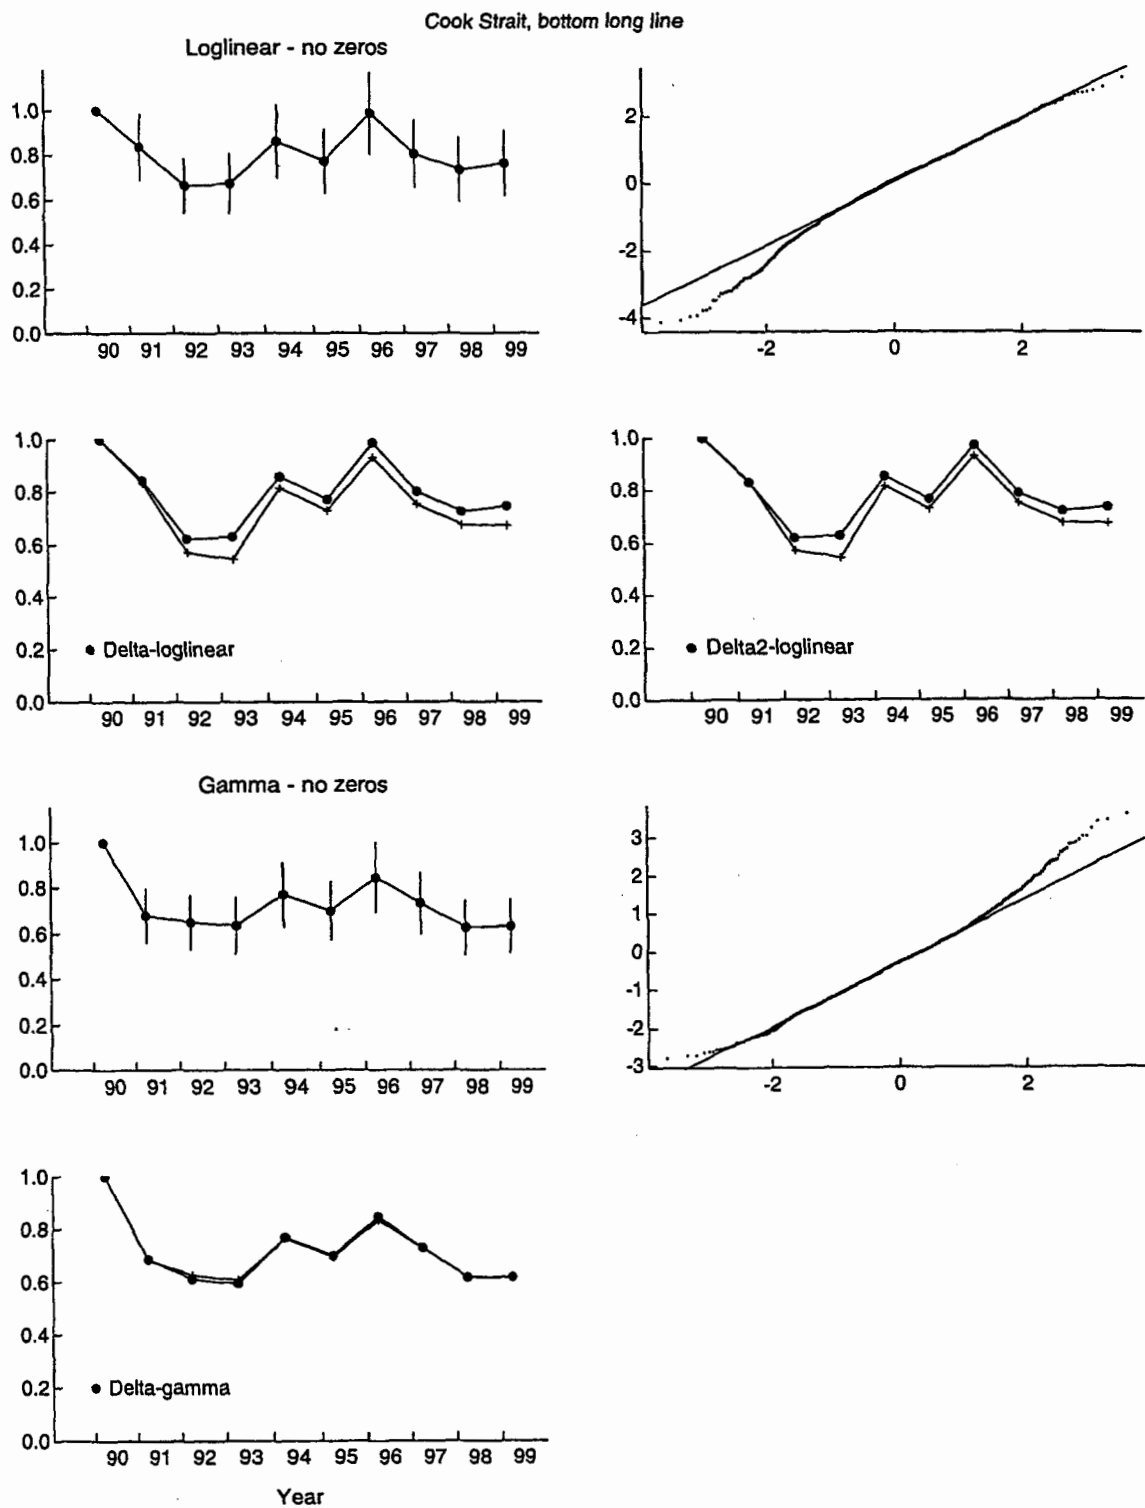 Cook Strait, bottom long line
Loglinear - no zeros
1.0
0.8
0.6
0.4
0.2
0.0
90 91 92 93 94 95 96 97 98 99
2
0
-2
-4
-2 0 2
1.0
0.8
0.6
0.4
0.2
0.0
Delta-loglinear
90 91 92 93 94 95 96 97 98 99
1.0
0.8
0.6
0.4
0.2
0.0
Delta2-loglinear
90 91 92 93 94 95 96 97 98 99
Gamma - no zeros
1.0
0.8
0.6
0.4
0.2
0.0
90 91 92 93 94 95 96 97 98 99
3
2
1
0
-1
-2
-3
-2 0 2
1.0
0.8
0.6
0.4
0.2
0.0
Delta-gamma
90 91 92 93 94 95 96 97 98 99
Year